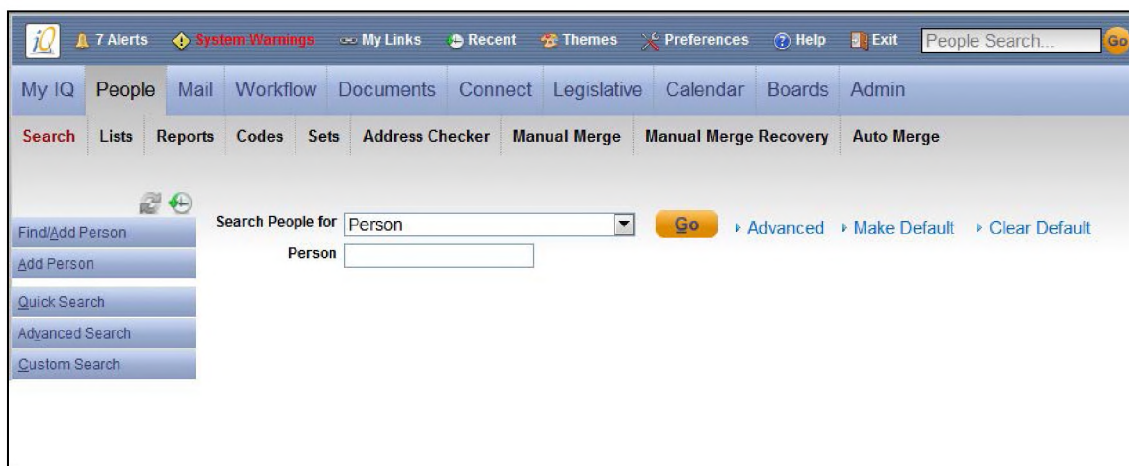 iQ 7 Alerts System Warnings My Links Recent Themes Preferences Help Exit People Search... Go
My IQ People Mail Workflow Documents Connect Legislative Calendar Boards Admin
Search Lists Reports Codes Sets Address Checker Manual Merge Manual Merge Recovery Auto Merge
Search People for Person Go Advanced Make Default Clear Default
Person
Find/Add Person
Add Person
Quick Search
Advanced Search
Custom Search